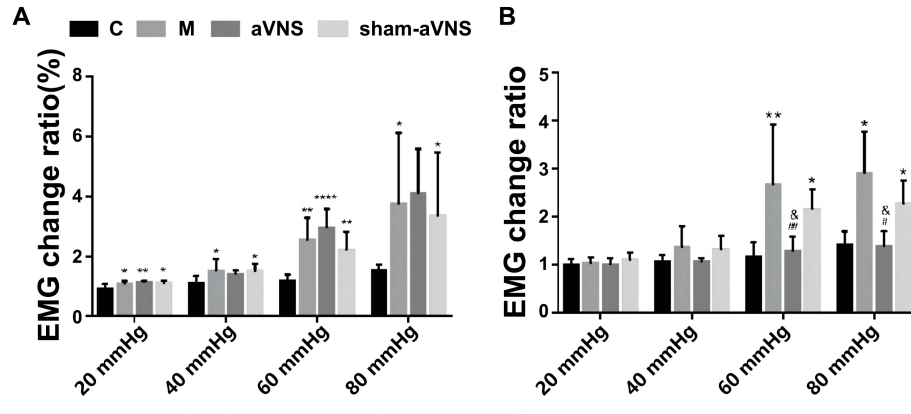 A
B
C M aVNS sham-aVNS
EMG change ratio(%)
8
6
4
2
0
* ** * 
* *
** **** **
* *
20 mmHg 40 mmHg 60 mmHg 80 mmHg
EMG change ratio
5
4
3
2
1
0
** & ## *
* & # *
20 mmHg 40 mmHg 60 mmHg 80 mmHg